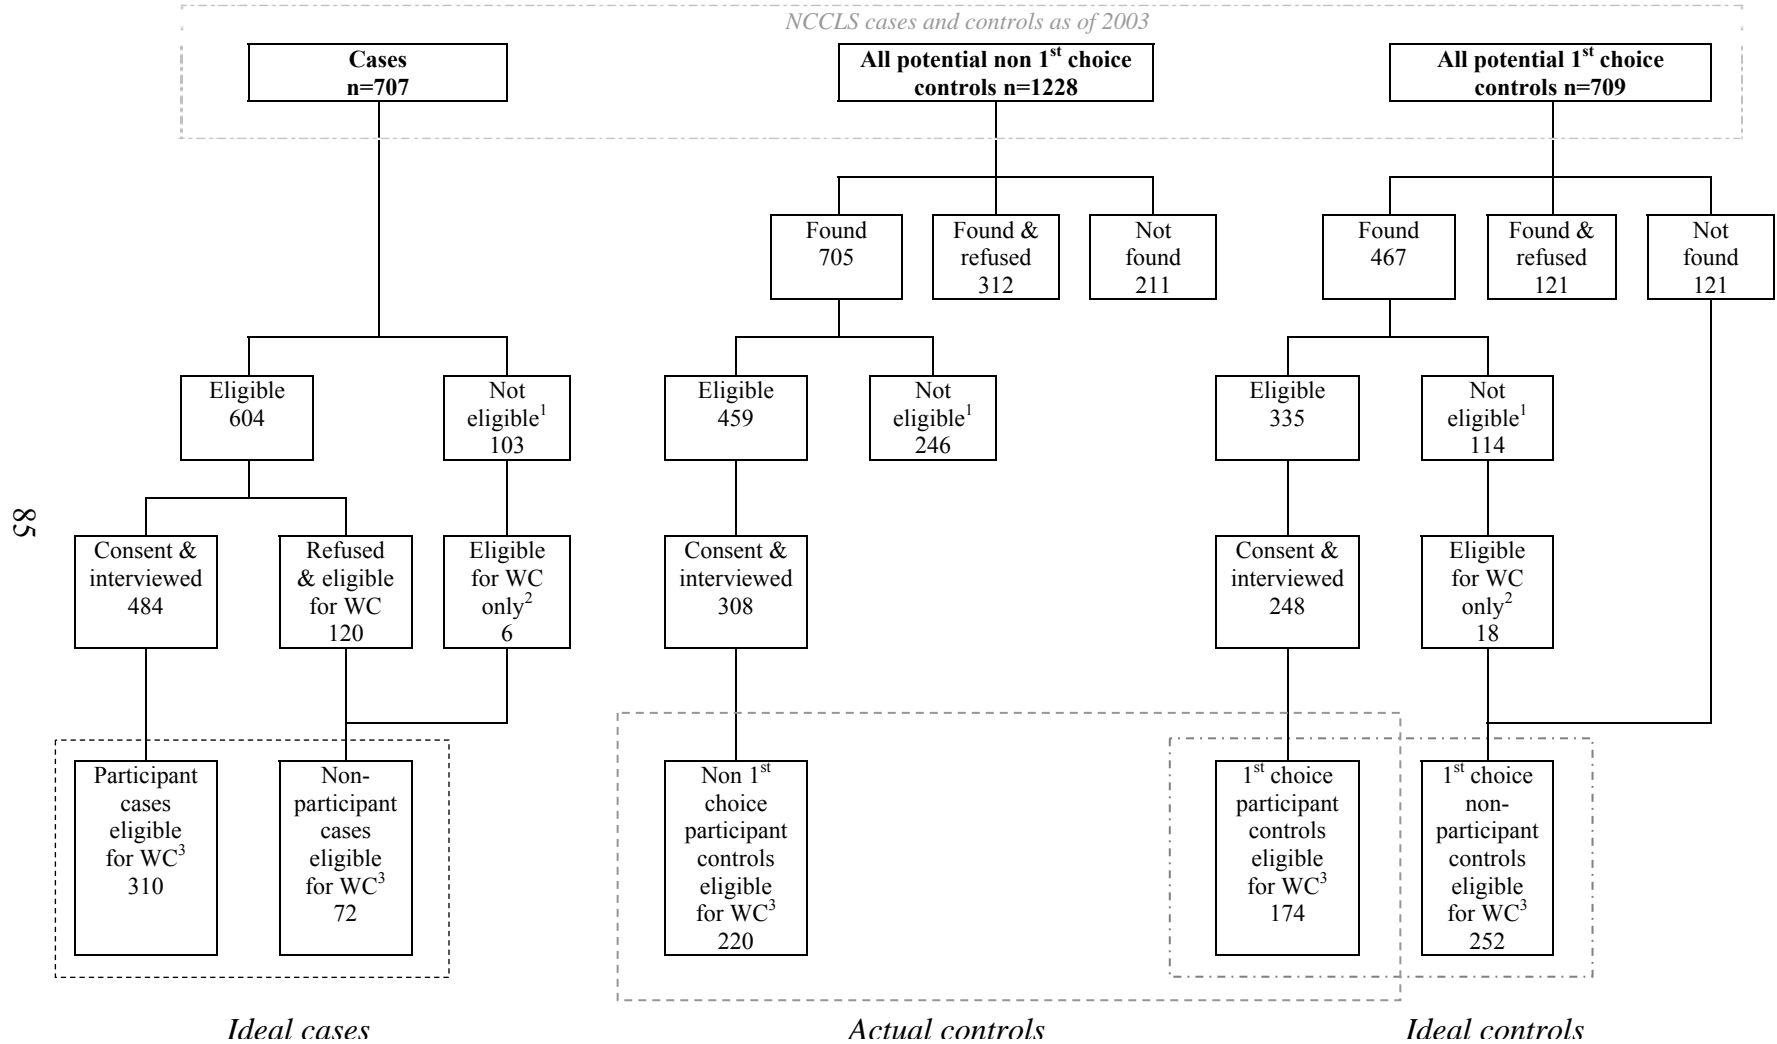 NCCLS cases and controls as of 2003
Cases
n=707
All potential non 1st choice
controls n=1228
All potential 1st choice
controls n=709
Found
705
Found &
refused
312
Not
found
211
Found
467
Found &
refused
121
Not
found
121
Eligible
604
Not
eligible1
103
Eligible
459
Not
eligible1
246
Eligible
335
Not
eligible1
114
85
Consent &
interviewed
484
Refused
& eligible
for WC
120
Eligible
for WC
only2
6
Consent &
interviewed
308
Consent &
interviewed
248
Eligible
for WC
only2
18
Participant
cases
eligible
for WC3
310
Non-
participant
cases
eligible
for WC3
72
Non 1st
choice
participant
controls
eligible
for WC3
220
1st choice
participant
controls
eligible
for WC3
174
1st choice
non-
participant
controls
eligible
for WC3
252
Ideal cases
Actual controls
Ideal controls